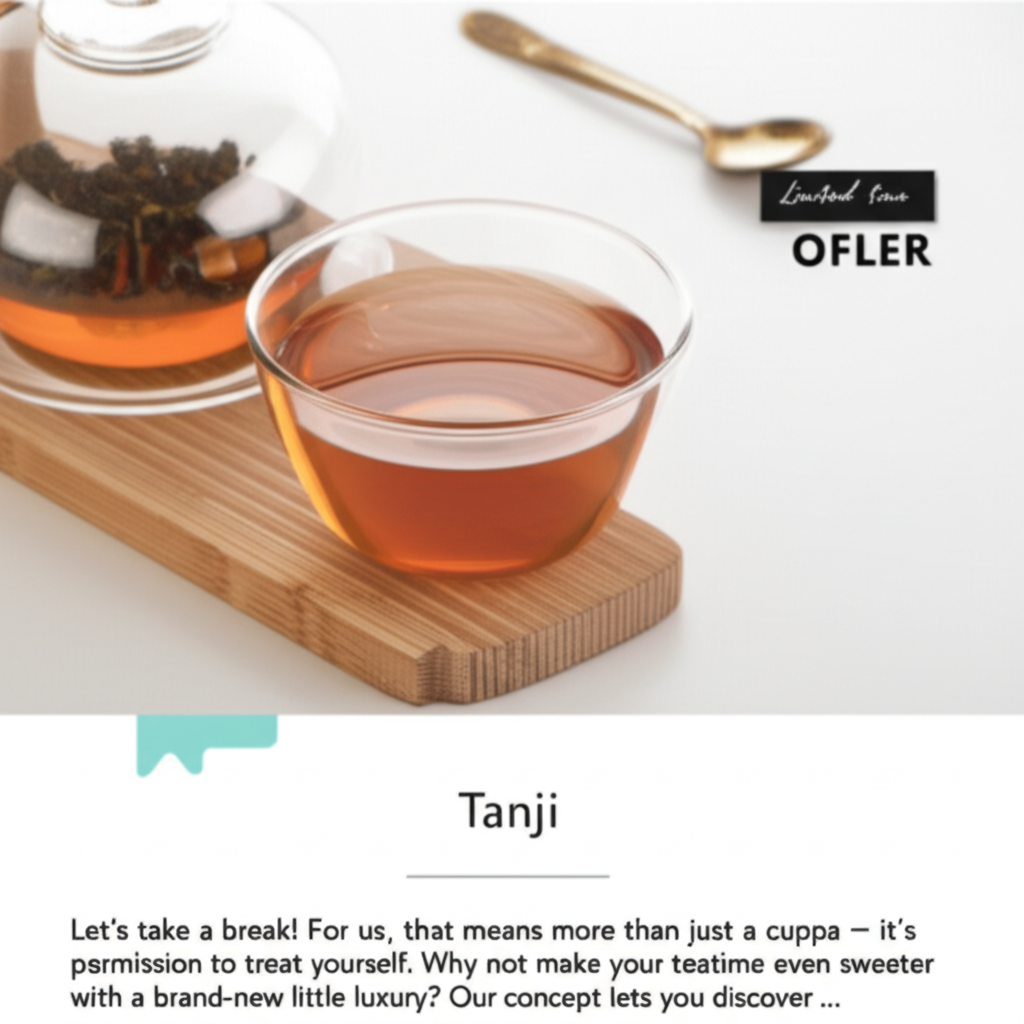 OFLER
Tanji
Let's take a break! For us, that means more than just a cuppa – it's
psrmission to treat yourself. Why not make your teatime even sweeter
with a brand-new little luxury? Our concept lets you discover ...